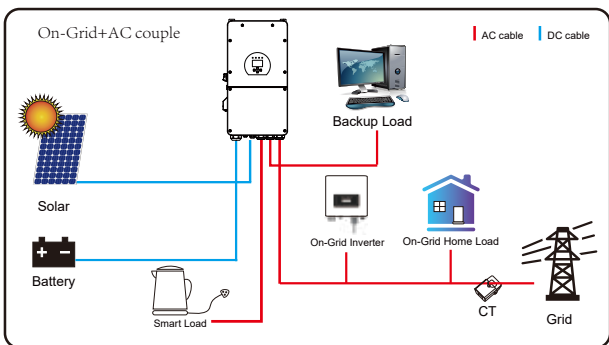 On-Grid+AC couple
AC cable
DC cable
Backup Load
Solar
On-Grid Inverter
On-Grid Home Load
Battery
Smart Load
CT
Grid